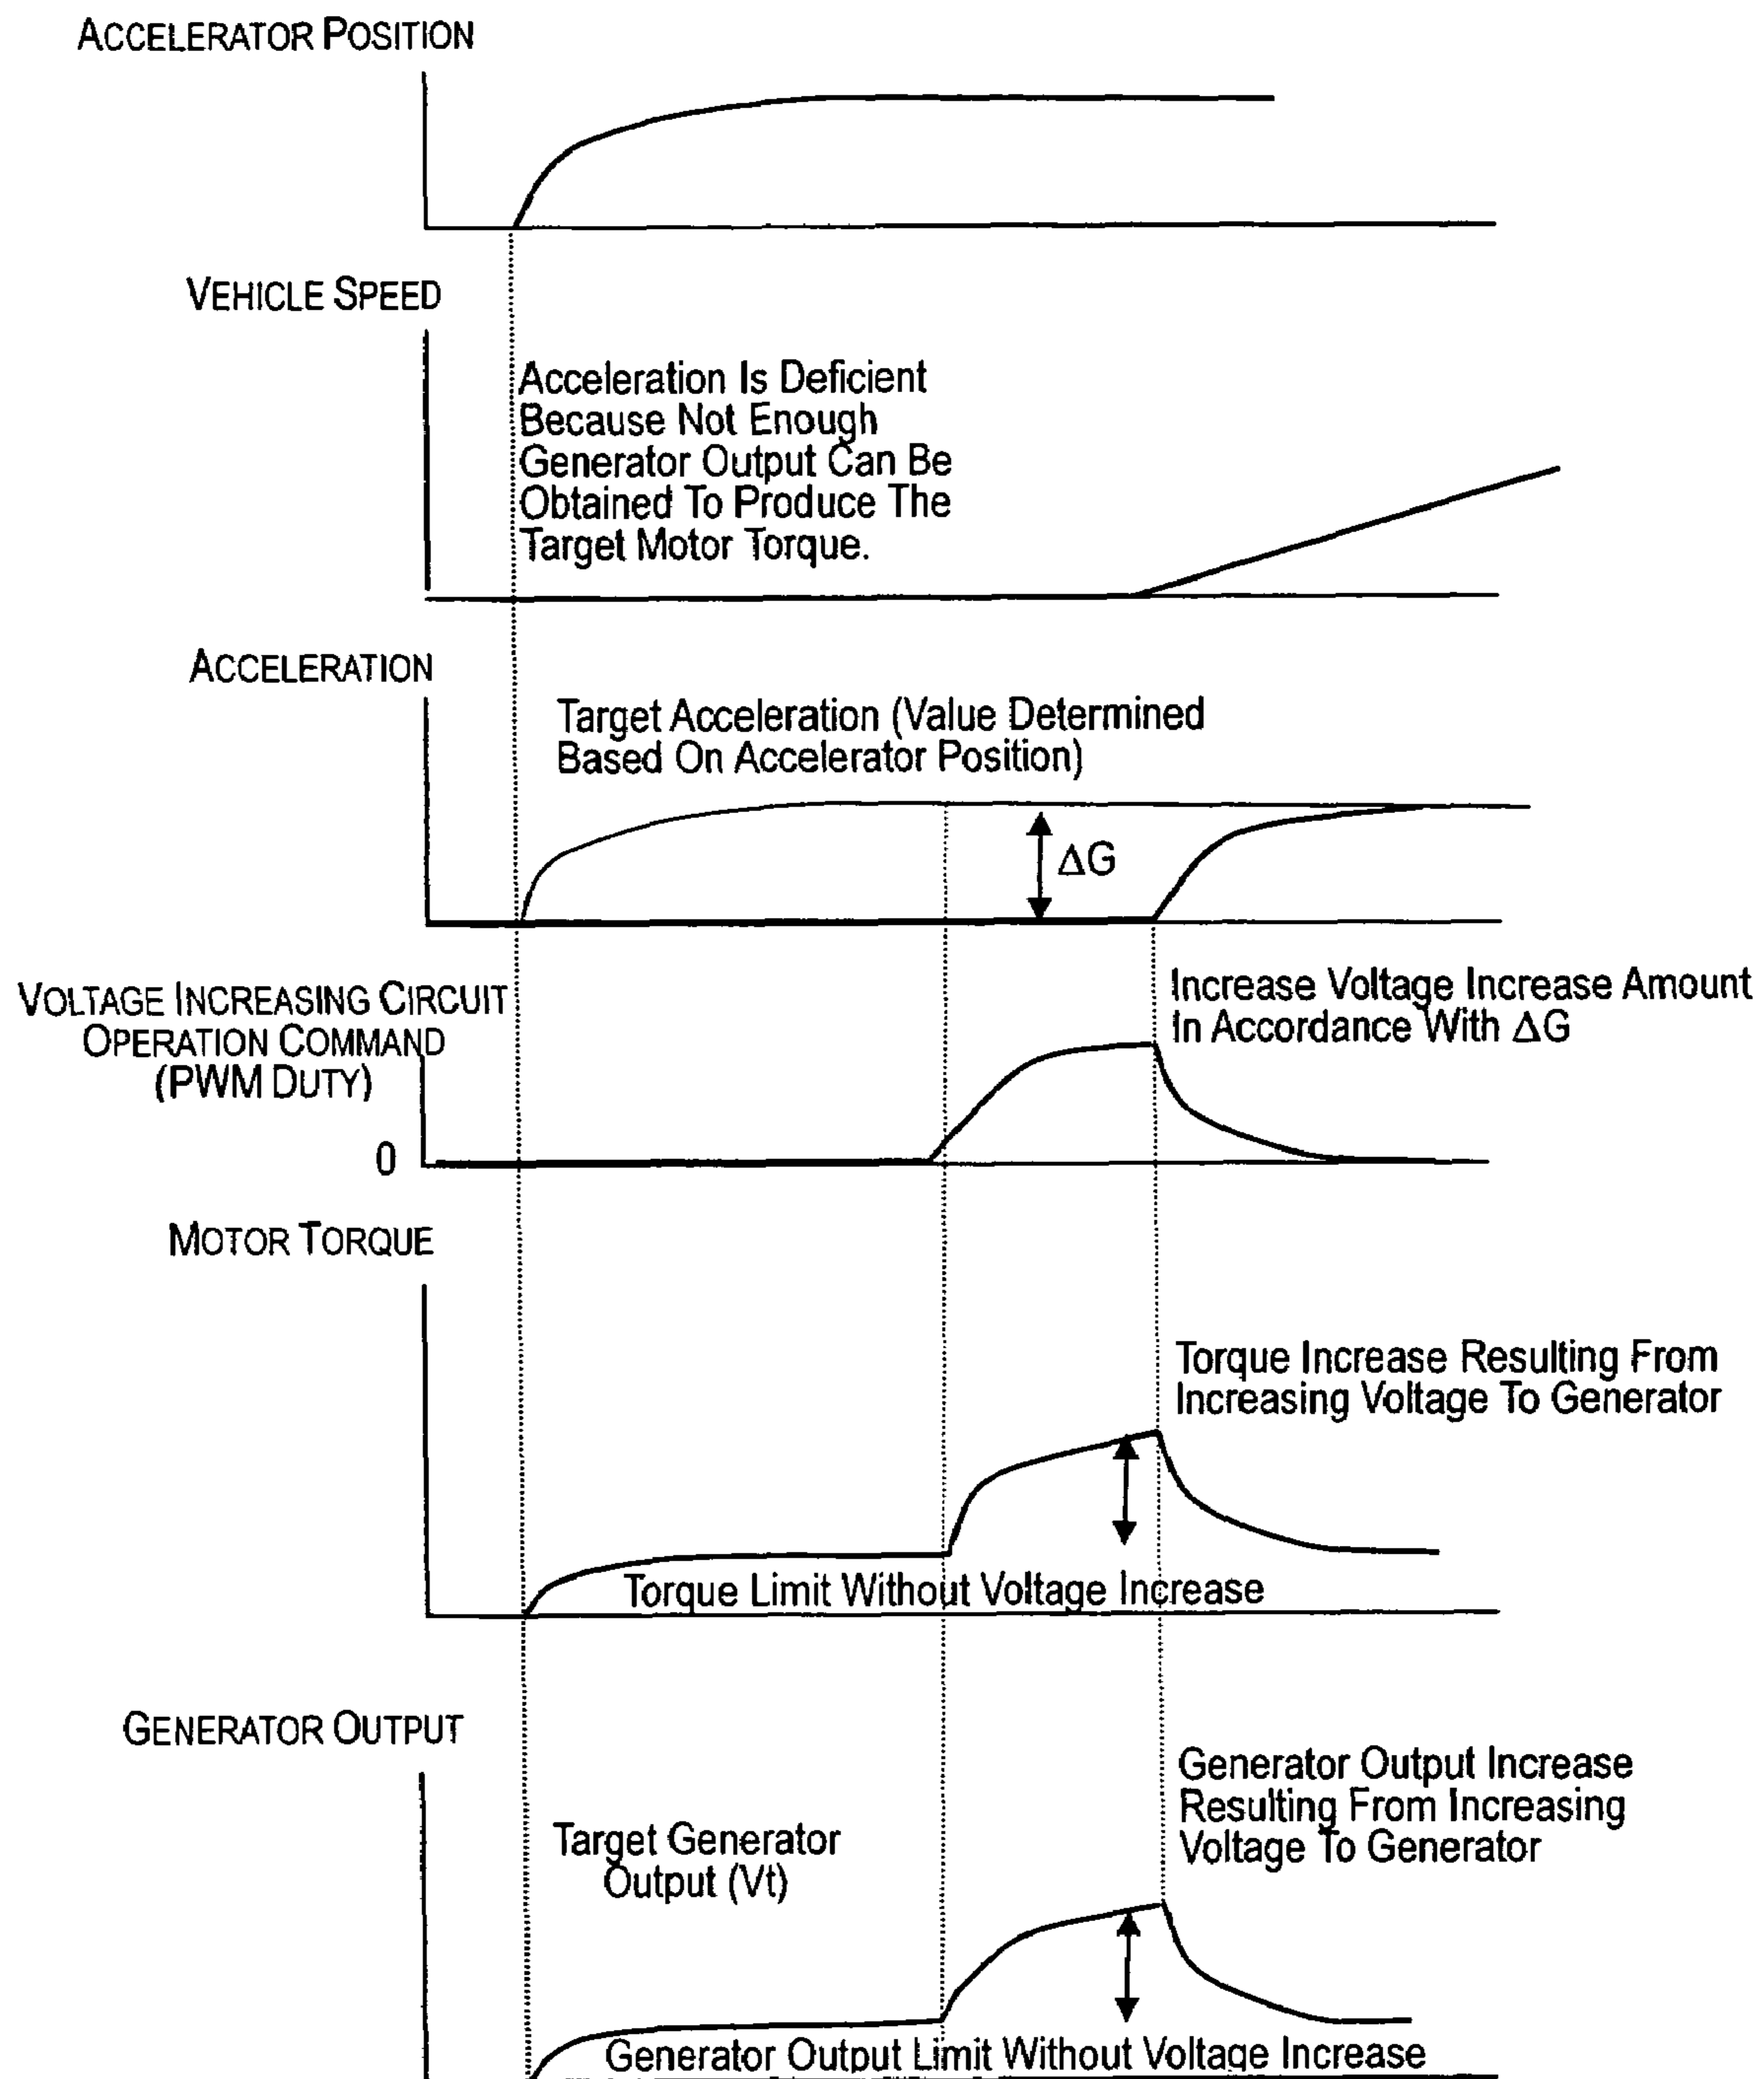 ACCELERATOR POSITION
VEHICLE SPEED
Acceleration Is Deficient
Because Not Enough
Generator Output Can Be
Obtained To Produce The
Target Motor Torque.
ACCELERATION
Target Acceleration (Value Determined
Based On Accelerator Position)
ΔG
VOLTAGE INCREASING CIRCUIT
OPERATION COMMAND
(PWM DUTY)
0
Increase Voltage Increase Amount
In Accordance With ΔG
MOTOR TORQUE
Torque Increase Resulting From
Increasing Voltage To Generator
Torque Limit Without Voltage Increase
GENERATOR OUTPUT
Target Generator
Output (Vt)
Generator Output Increase
Resulting From Increasing
Voltage To Generator
Generator Output Limit Without Voltage Increase